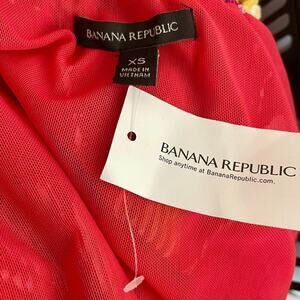 BANANA REPUBLIC
XS
MADE IN
VIETNAM
BANANA REPUBLIC
Shop anytime at BananaRepublic.com.